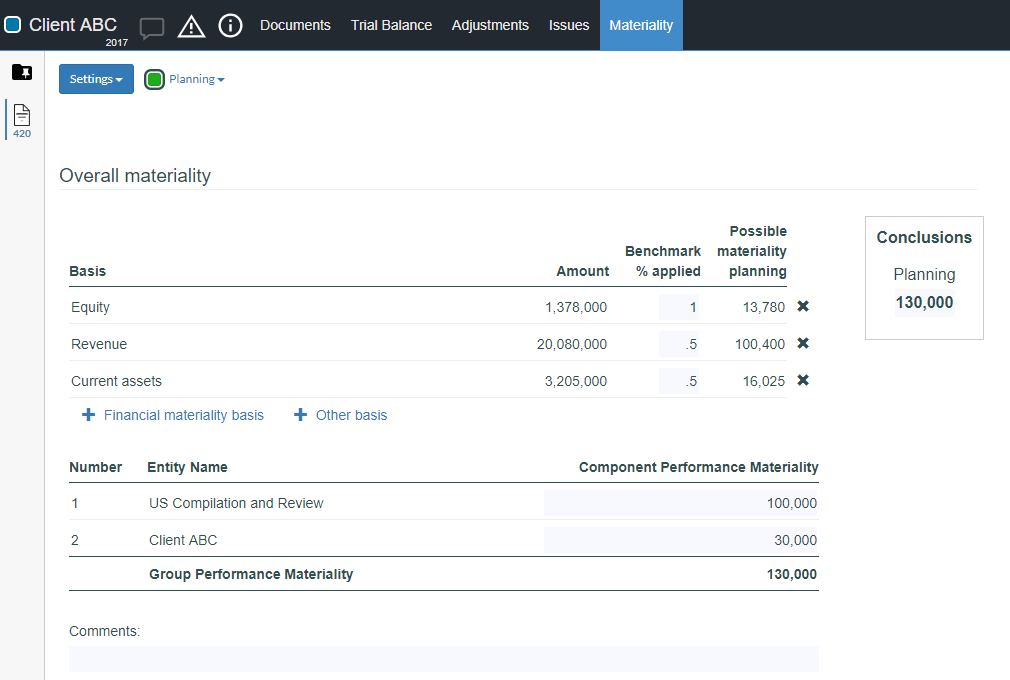 Client ABC
2017
Documents Trial Balance Adjustments Issues Materiality
Settings Planning
420
Overall materiality
Basis Amount Benchmark % applied Possible materiality planning
Equity 1,378,000 1 13,780
Revenue 20,080,000 .5 100,400
Current assets 3,205,000 .5 16,025
Financial materiality basis Other basis
Conclusions
Planning
130,000
Number Entity Name Component Performance Materiality
1 US Compilation and Review 100,000
2 Client ABC 30,000
Group Performance Materiality 130,000
Comments: